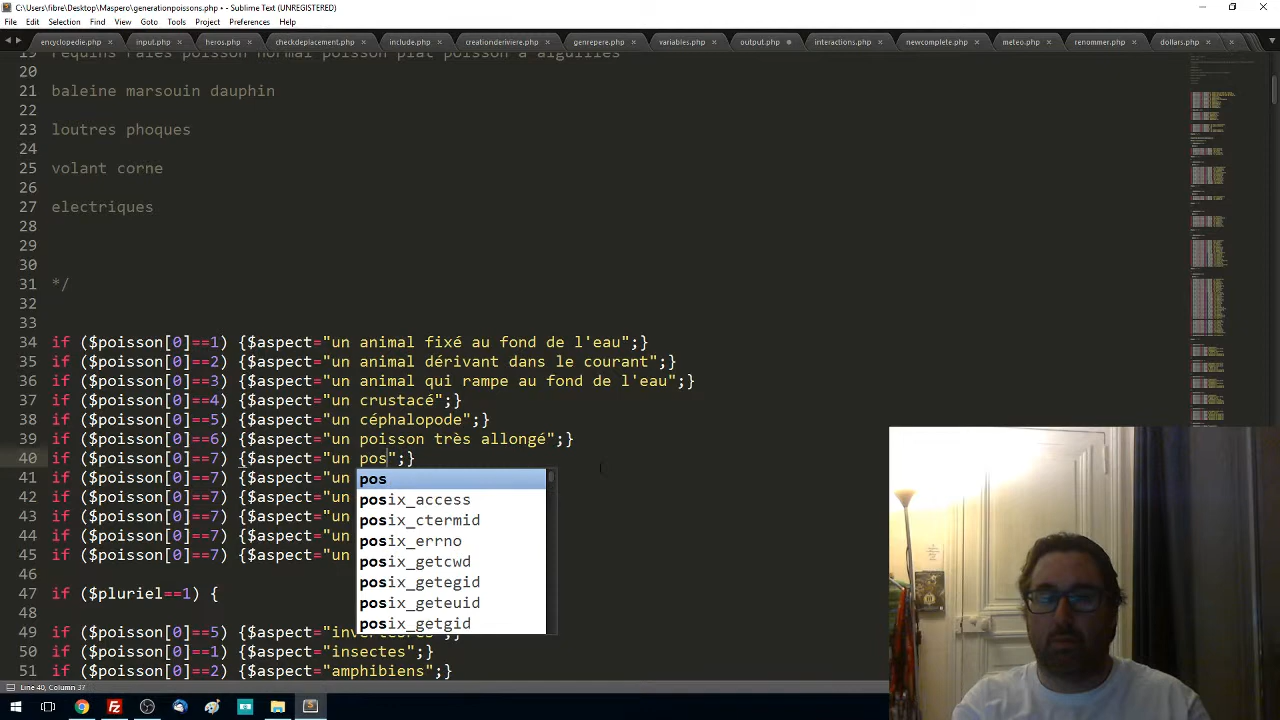 C:\Users\fibre\Desktop\Maspero\generationpoissons.php • - Sublime Text (UNREGISTERED)
File Edit Selection Find View Goto Tools Project Preferences Help
encyclopedie.php input.php heros.php checkdeplacement.php include.php creationderiviere.php genrepere.php variables.php output.php interactions.php newcomplete.php meteo.php renommer.php dollars.php
19 requins raies poisson normal poisson plat poisson a aiguilles
20
21 baleine marsouin dauphin
22
23 loutres phoques
24
25 volant corne
26
27 electriques
28
29
30
31 */
32
33
34 if ($poisson[0]==1) {$aspect="un animal fixé au fond de l'eau";}
35 if ($poisson[0]==2) {$aspect="un animal dérivant dans le courant";}
36 if ($poisson[0]==3) {$aspect="un animal qui rampe au fond de l'eau";}
37 if ($poisson[0]==4) {$aspect="un crustacé";}
38 if ($poisson[0]==5) {$aspect="un céphalopode";}
39 if ($poisson[0]==6) {$aspect="un poisson très allongé";}
40 if ($poisson[0]==7) {$aspect="un pos";}
41 if ($poisson[0]==7) {$aspect="un
42 if ($poisson[0]==7) {$aspect="un
43 if ($poisson[0]==7) {$aspect="un
44 if ($poisson[0]==7) {$aspect="un
45 if ($poisson[0]==7) {$aspect="un
pos
posix_access
posix_ctermid
posix_errno
posix_getcwd
posix_getegid
posix_geteuid
posix_getgid
46
47 if ($pluriel==1) {
48
49 if ($poisson[0]==5) {$aspect="
50 if ($poisson[0]==1) {$aspect="insectes";}
51 if ($poisson[0]==2) {$aspect="amphibiens";}
Line 40, Column 37